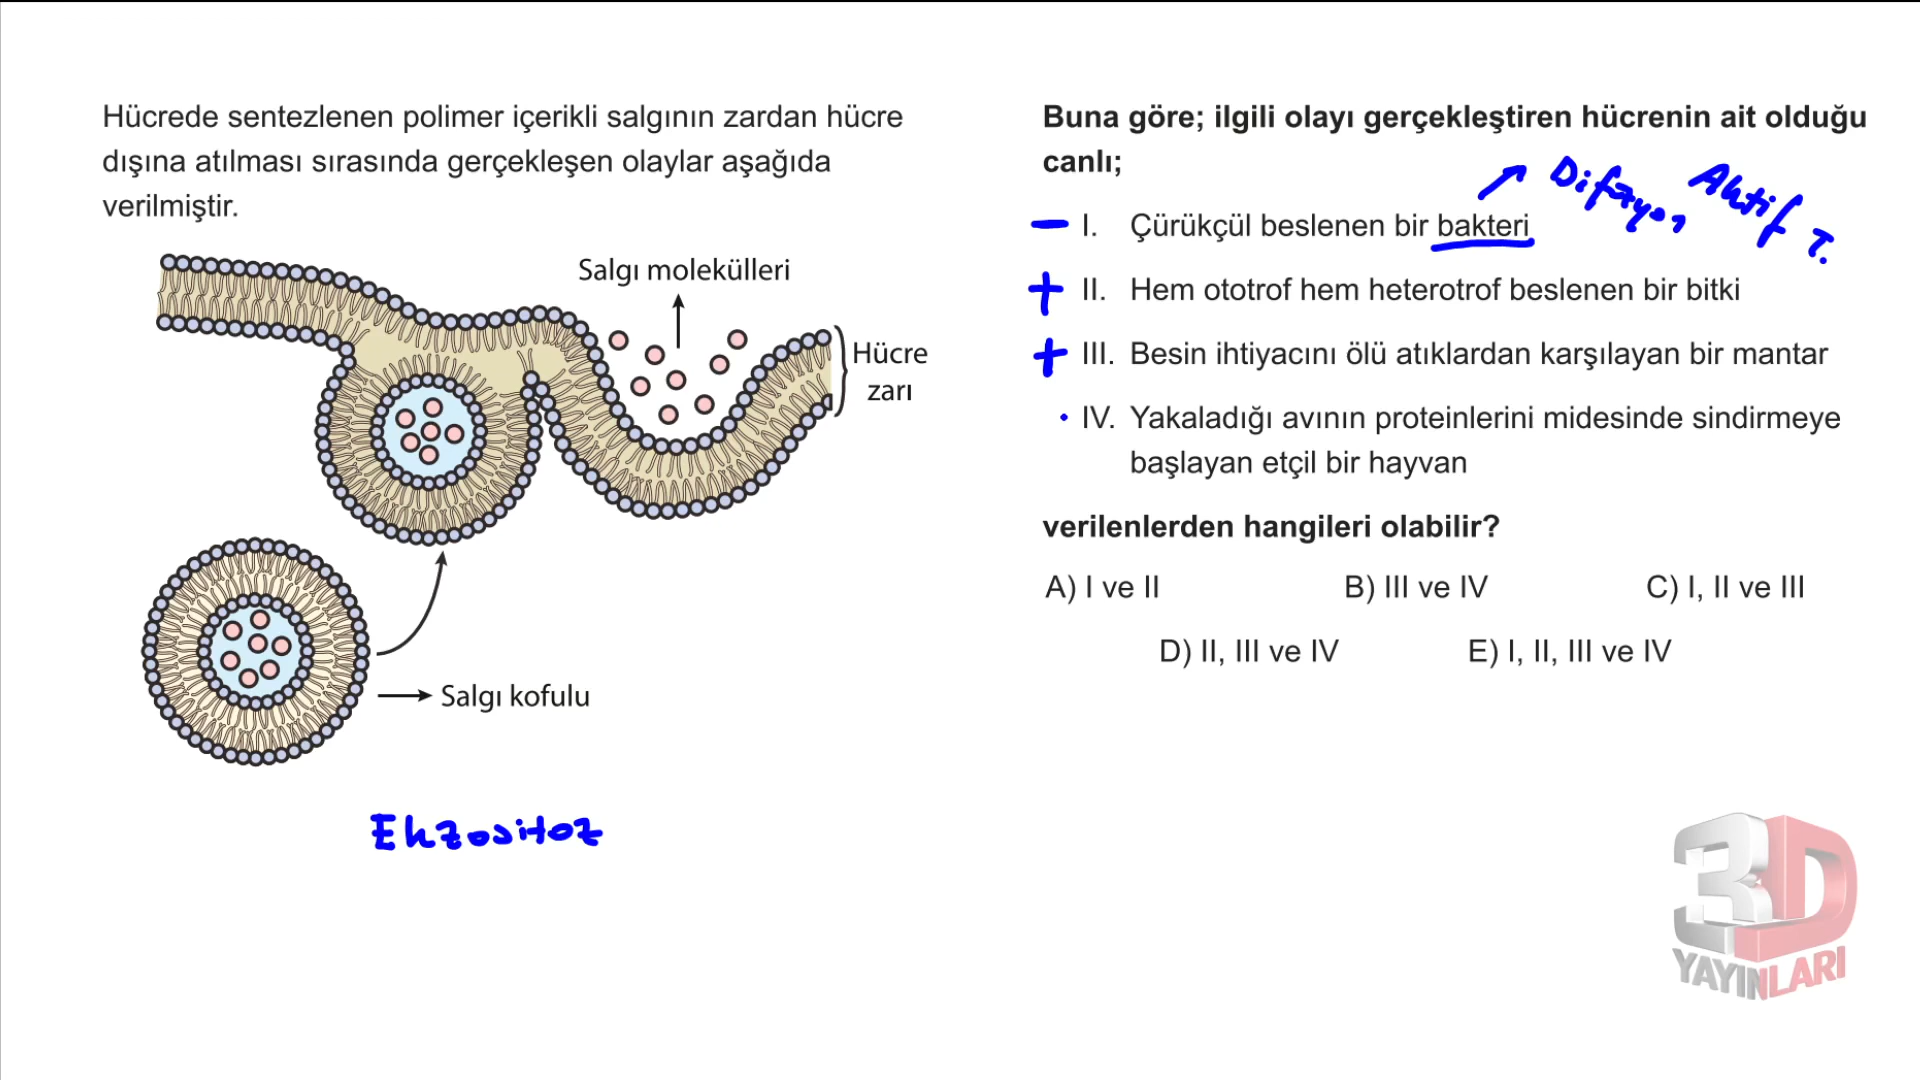 Hücrede sentezlenen polimer içerikli salgının zardan hücre
dışına atılması sırasında gerçekleşen olaylar aşağıda
verilmiştir.
Salgı molekülleri
Hücre
zarı
Salgı kofulu
Ekzositoz
Buna göre; ilgili olayı gerçekleştiren hücrenin ait olduğu
canlı;
Difüzyon, Aktif T.
— I. Çürükçül beslenen bir bakteri
+ II. Hem ototrof hem heterotrof beslenen bir bitki
+ III. Besin ihtiyacını ölü atıklardan karşılayan bir mantar
· IV. Yakaladığı avının proteinlerini midesinde sindirmeye
başlayan etçil bir hayvan
verilenlerden hangileri olabilir?
A) I ve II B) III ve IV C) I, II ve III
D) II, III ve IV E) I, II, III ve IV
3D
YAYINLARI